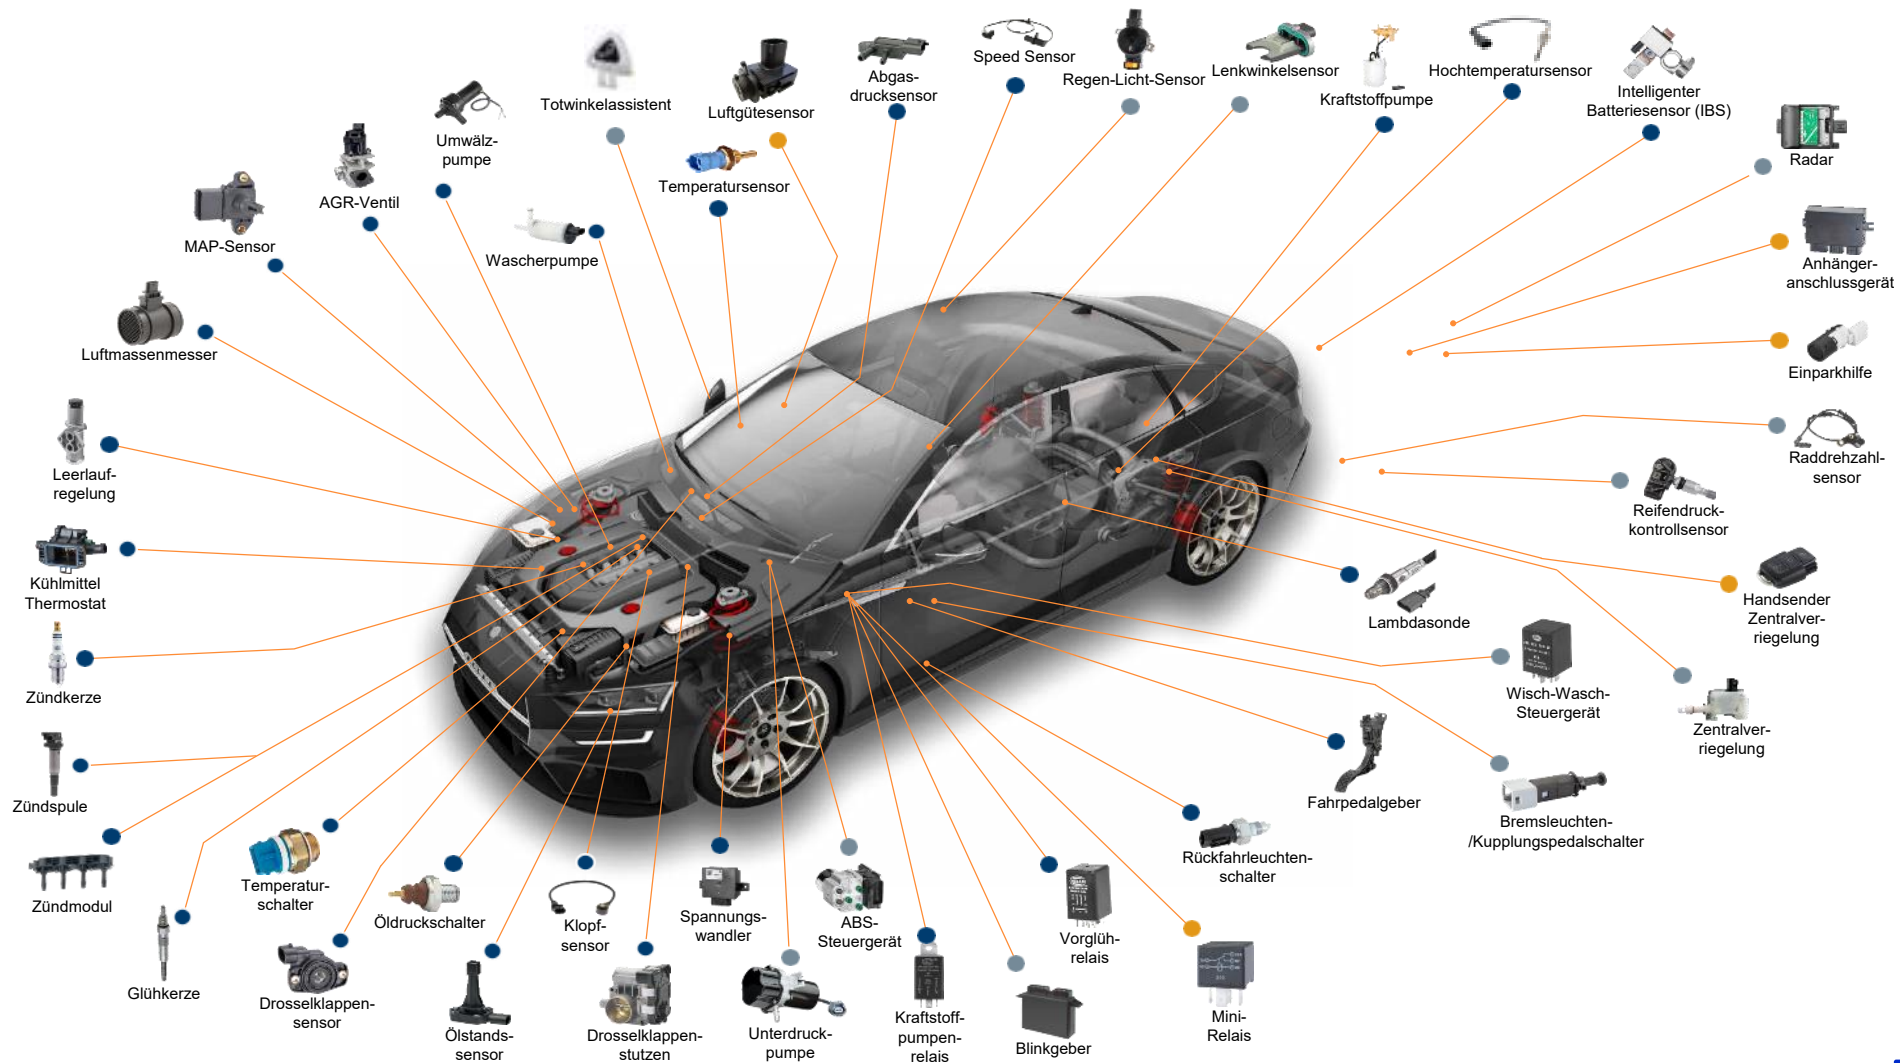 Totwinkelassistent
Luftgütesensor
Abgas-
drucksensor
Speed Sensor
Regen-Licht-Sensor
Lenkwinkelsensor
Kraftstoffpumpe
Hochtemperatursensor
Intelligenter
Batteriesensor (IBS)
Radar
Anhänger-
anschlussgerät
Einparkhilfe
Raddrehzahl-
sensor
Reifendruck-
kontrollsensor
Handsender
Zentralver-
riegelung
Zentralver-
riegelung
Lambdasonde
Wisch-Wasch-
Steuergerät
Bremsleuchten-
/Kupplungspedalschalter
Fahrpedalgeber
Rückfahrleuchten-
schalter
Mini-
Relais
Vorglüh-
relais
Blinkgeber
Kraftstoff-
pumpen-
relais
ABS-
Steuergerät
Unterdruck-
pumpe
Spannungs-
wandler
Drosselklappen-
stutzen
Klopf-
sensor
Ölstands-
sensor
Öldruckschalter
Drosselklappen-
sensor
Temperatur-
schalter
Glühkerze
Zündmodul
Zündspule
Zündkerze
Kühlmittel
Thermostat
Leerlauf-
regelung
Luftmassenmesser
MAP-Sensor
AGR-Ventil
Umwälz-
pumpe
Wascherpumpe
Temperatursensor